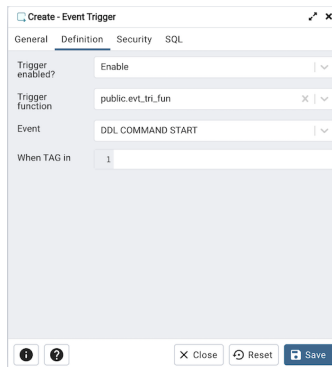 Create - Event Trigger
General Definition Security SQL
Trigger enabled? Enable
Trigger function public.evt_tri_fun
Event DDL COMMAND START
When TAG in 1
Close Reset Save